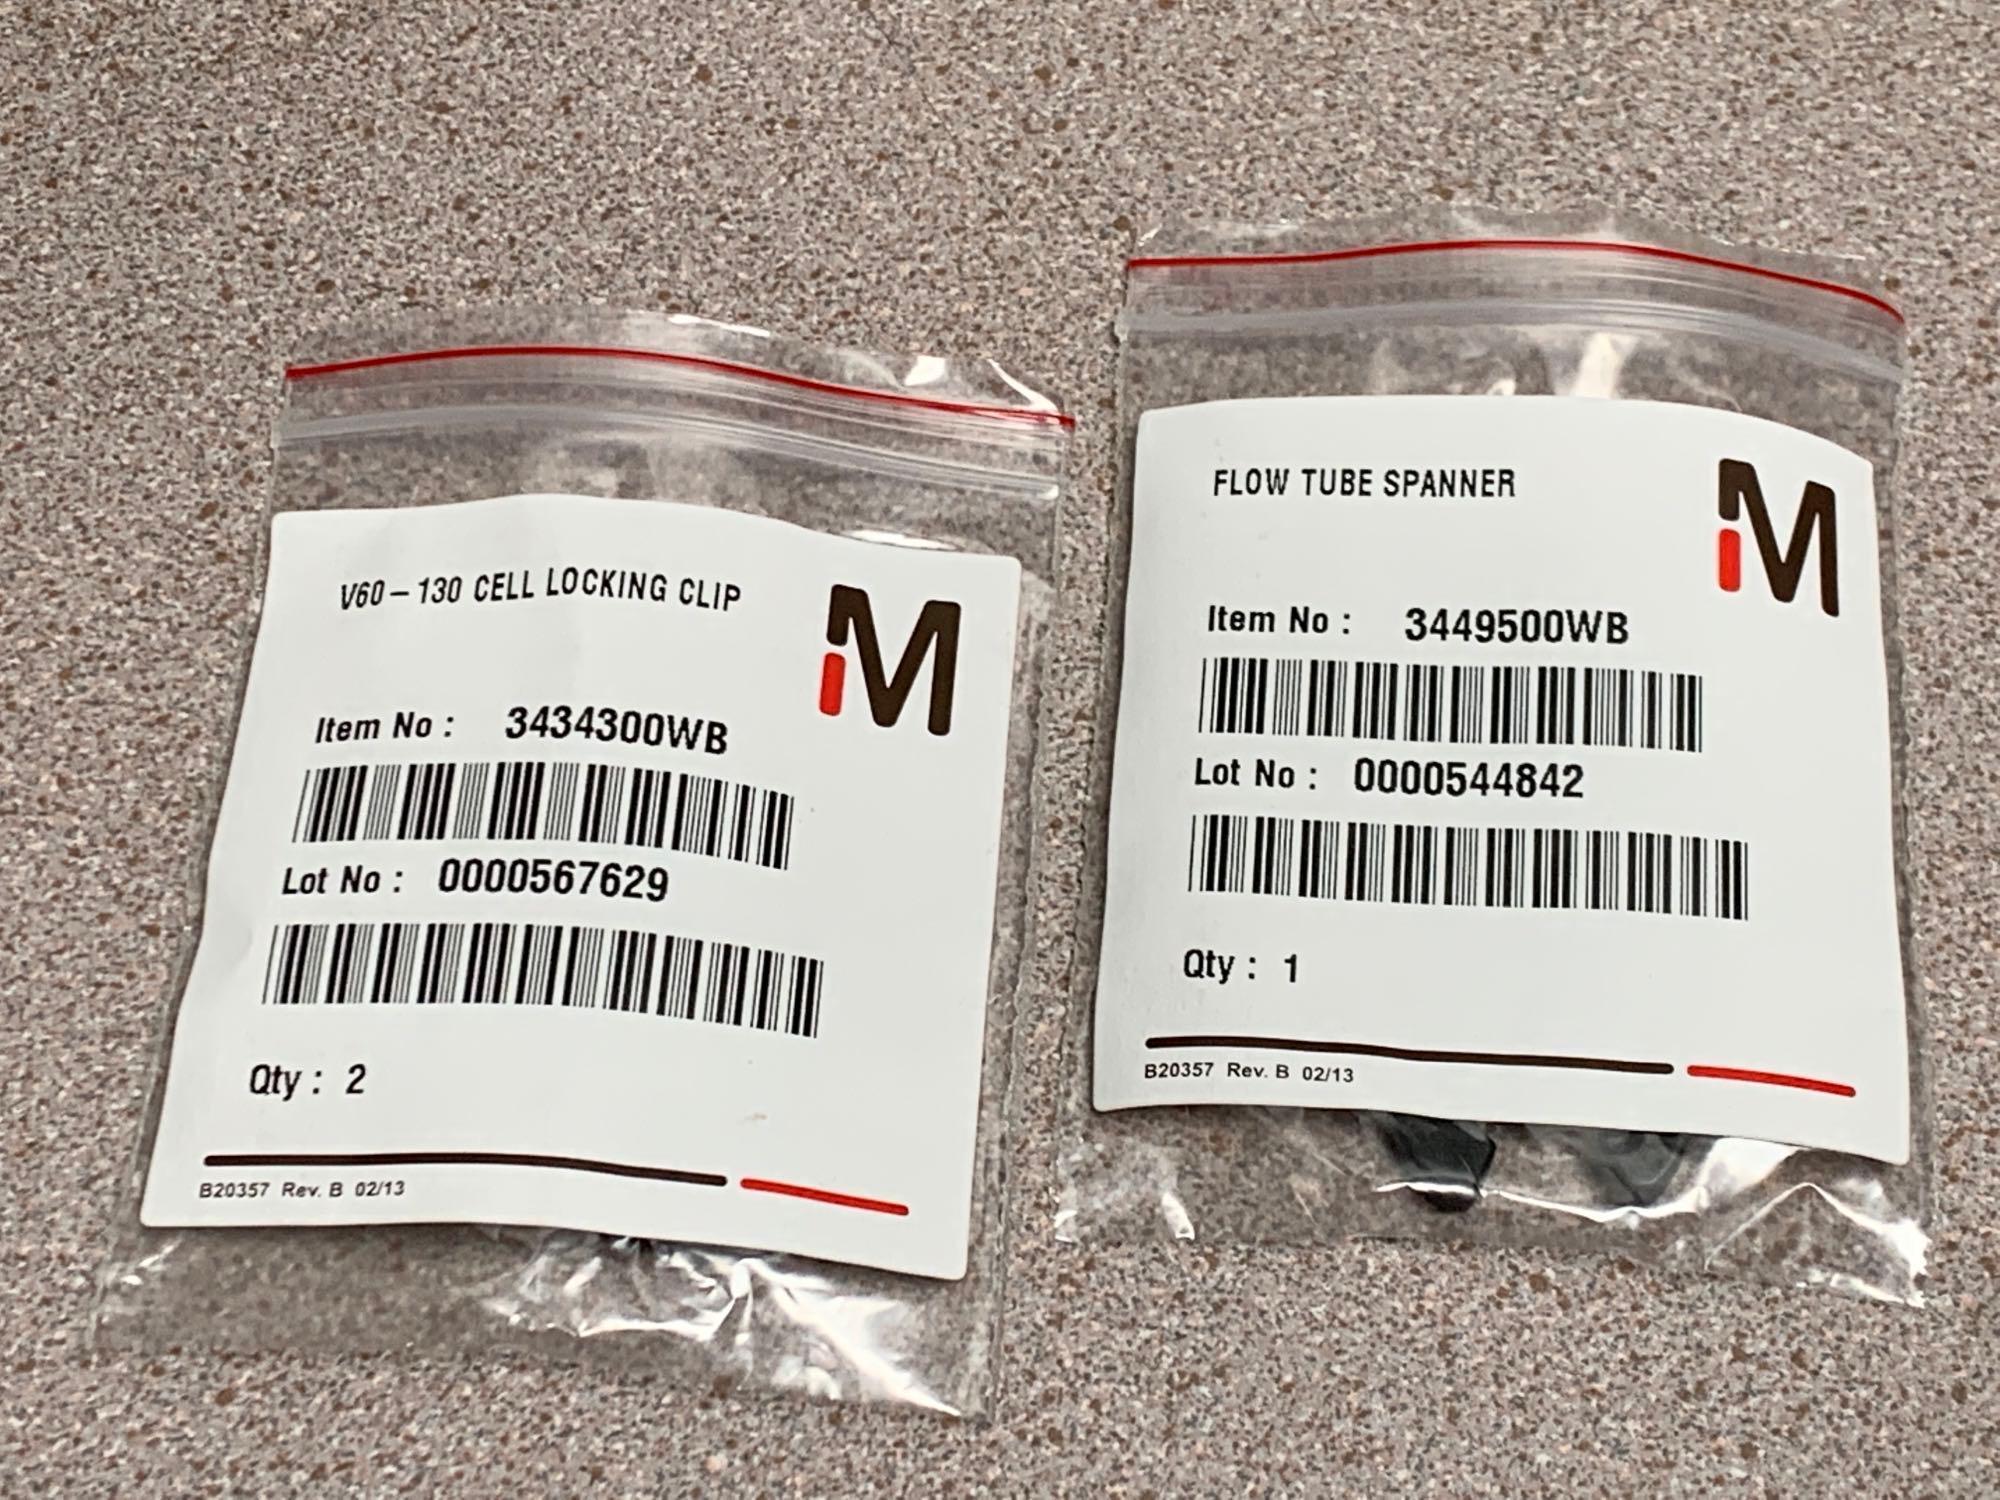 V60-130 CELL LOCKING CLIP
M
Item No : 3434300WB
Lot No : 0000567629
Qty : 2
B20357 Rev. B 02/13
FLOW TUBE SPANNER
M
Item No : 3449500WB
Lot No : 0000544842
Qty : 1
B20357 Rev. B 02/13